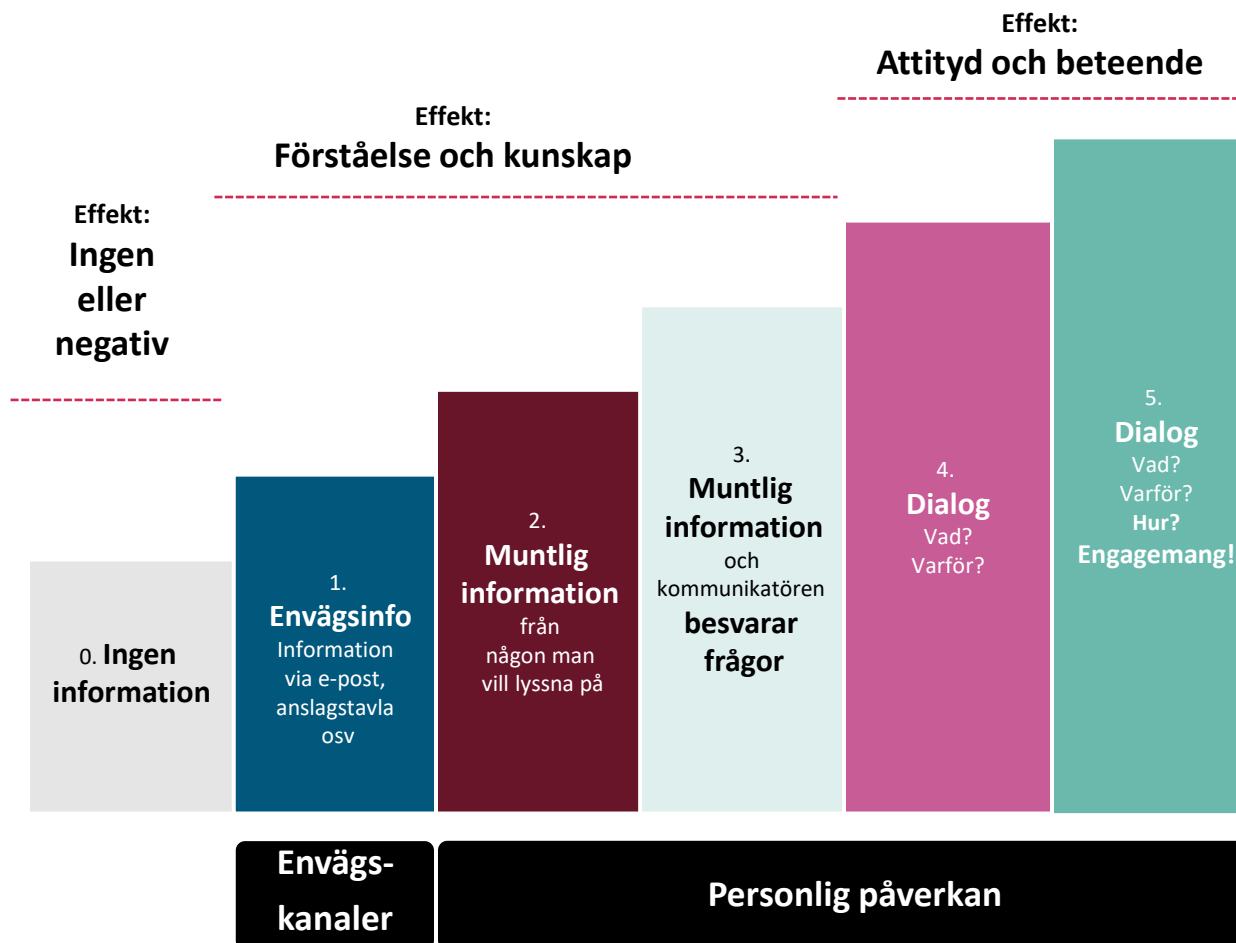 Effekt:
Ingen
eller
negativ
Effekt:
Förståelse och kunskap
Effekt:
Attityd och beteende
0. Ingen
information
1.
Envägsinfo
Information
via e-post,
anslagstavla
osv
2.
Muntlig
information
från
någon man
vill lyssna på
3.
Muntlig
information
och
kommunikatören
besvarar
frågor
4.
Dialog
Vad?
Varför?
5.
Dialog
Vad?
Varför?
Hur?
Engagemang!
Envägs-
kanaler
Personlig påverkan